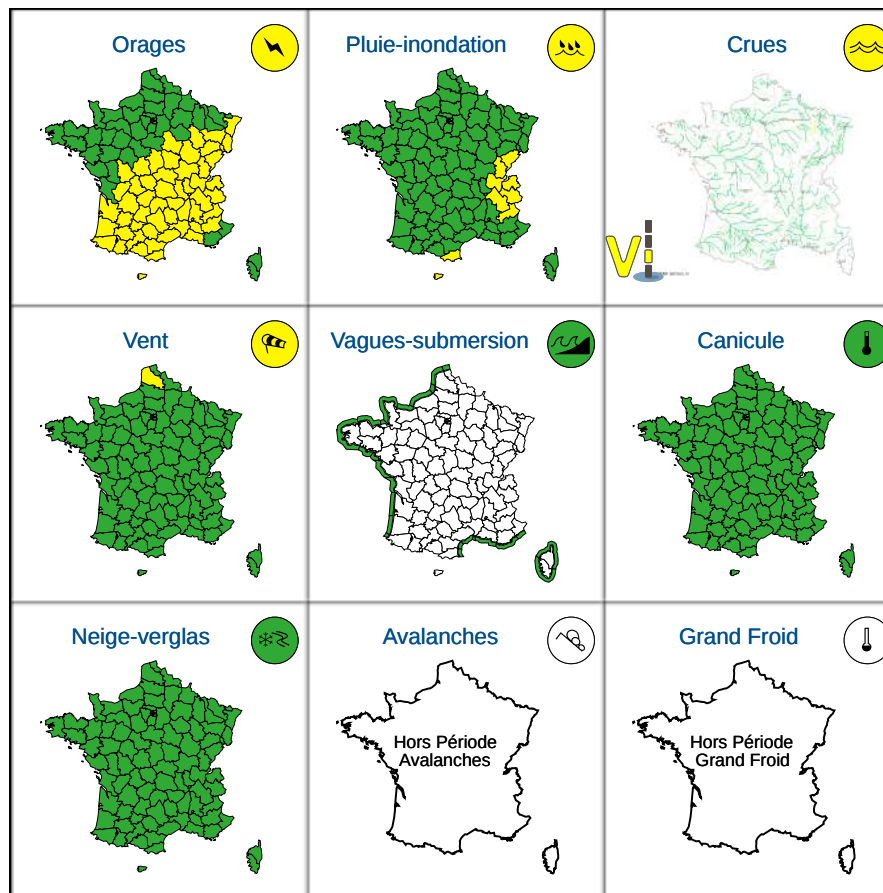 Orages
Pluie-inondation
Crues
Vi
Vent
Vagues-submersion
Canicule
Neige-verglas
Avalanches
Grand Froid
Hors Période
Avalanches
Hors Période
Grand Froid